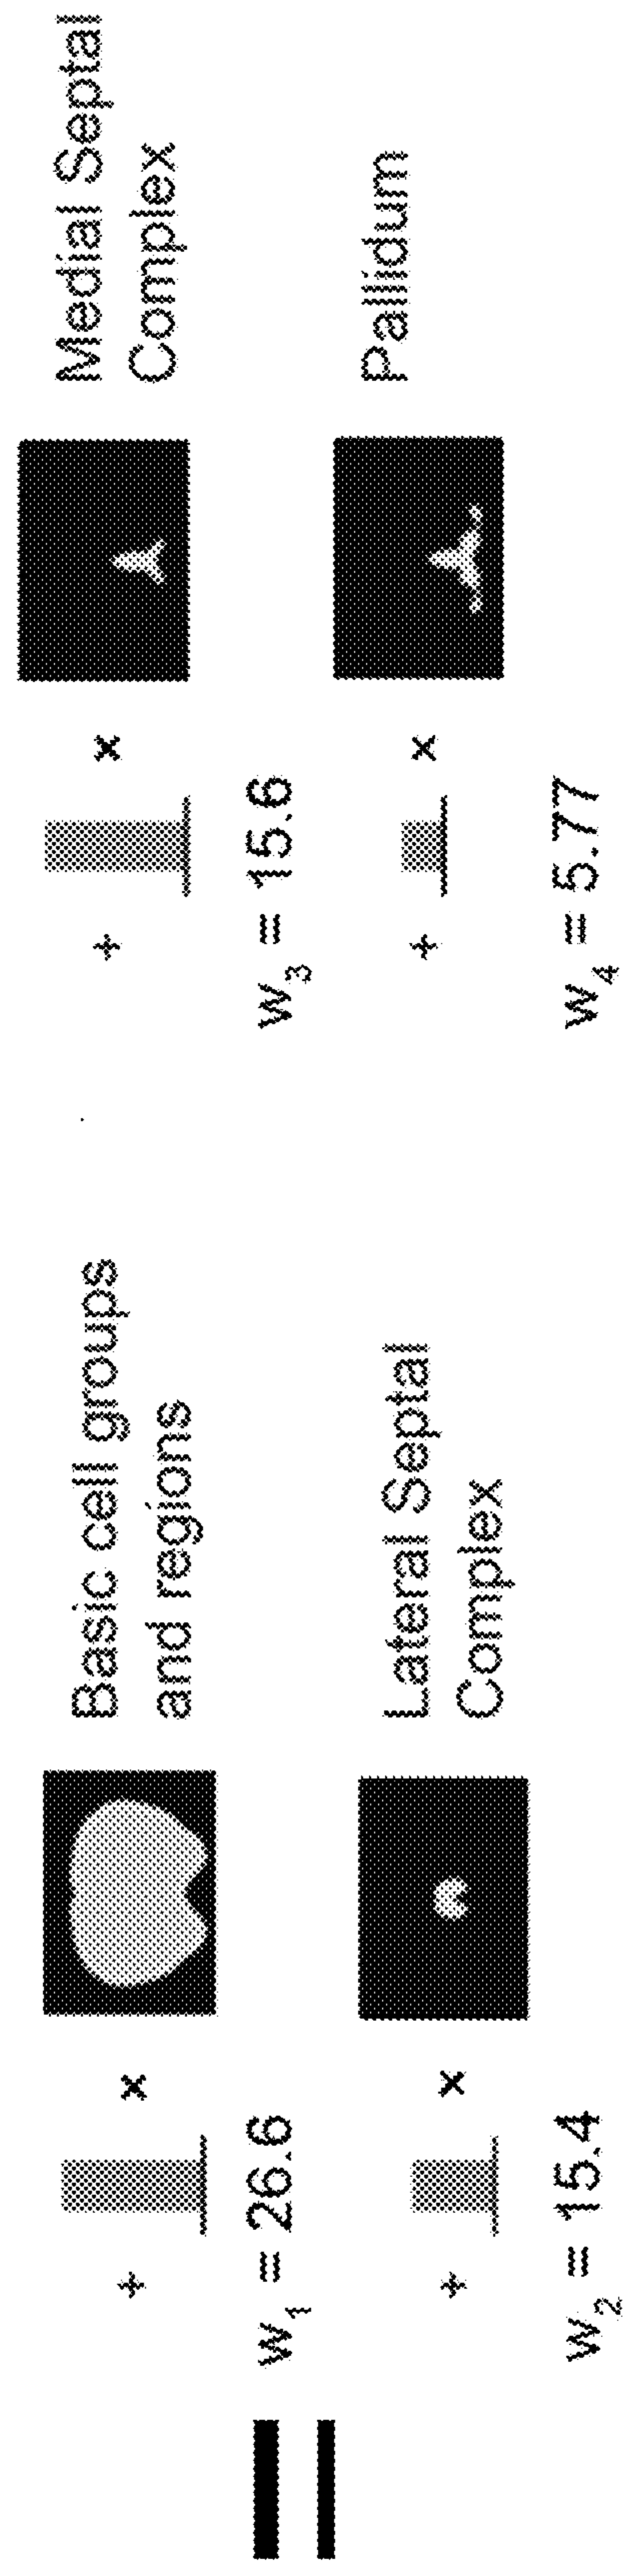 =
+
x
Basic cell groups
and regions
w1 = 26.6
+
x
Lateral Septal
Complex
w2 = 15.4
+
x
Medial Septal
Complex
w3 = 15.6
+
x
Pallidum
w4 = 5.77